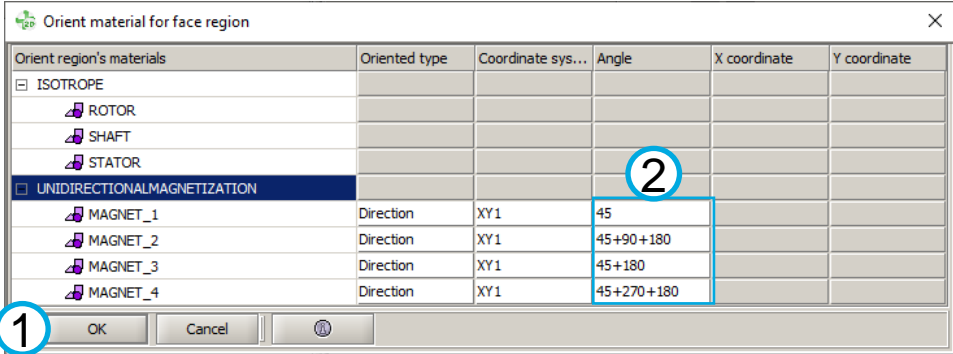 Orient material for face region
Orient region's materials Oriented type Coordinate sys... Angle X coordinate Y coordinate
ISOTROPE
ROTOR
SHAFT
STATOR
2
UNIDIRECTIONALMAGNETIZATION
MAGNET_1 Direction XY1 45
MAGNET_2 Direction XY1 45+90+180
MAGNET_3 Direction XY1 45+180
MAGNET_4 Direction XY1 45+270+180
1 OK Cancel